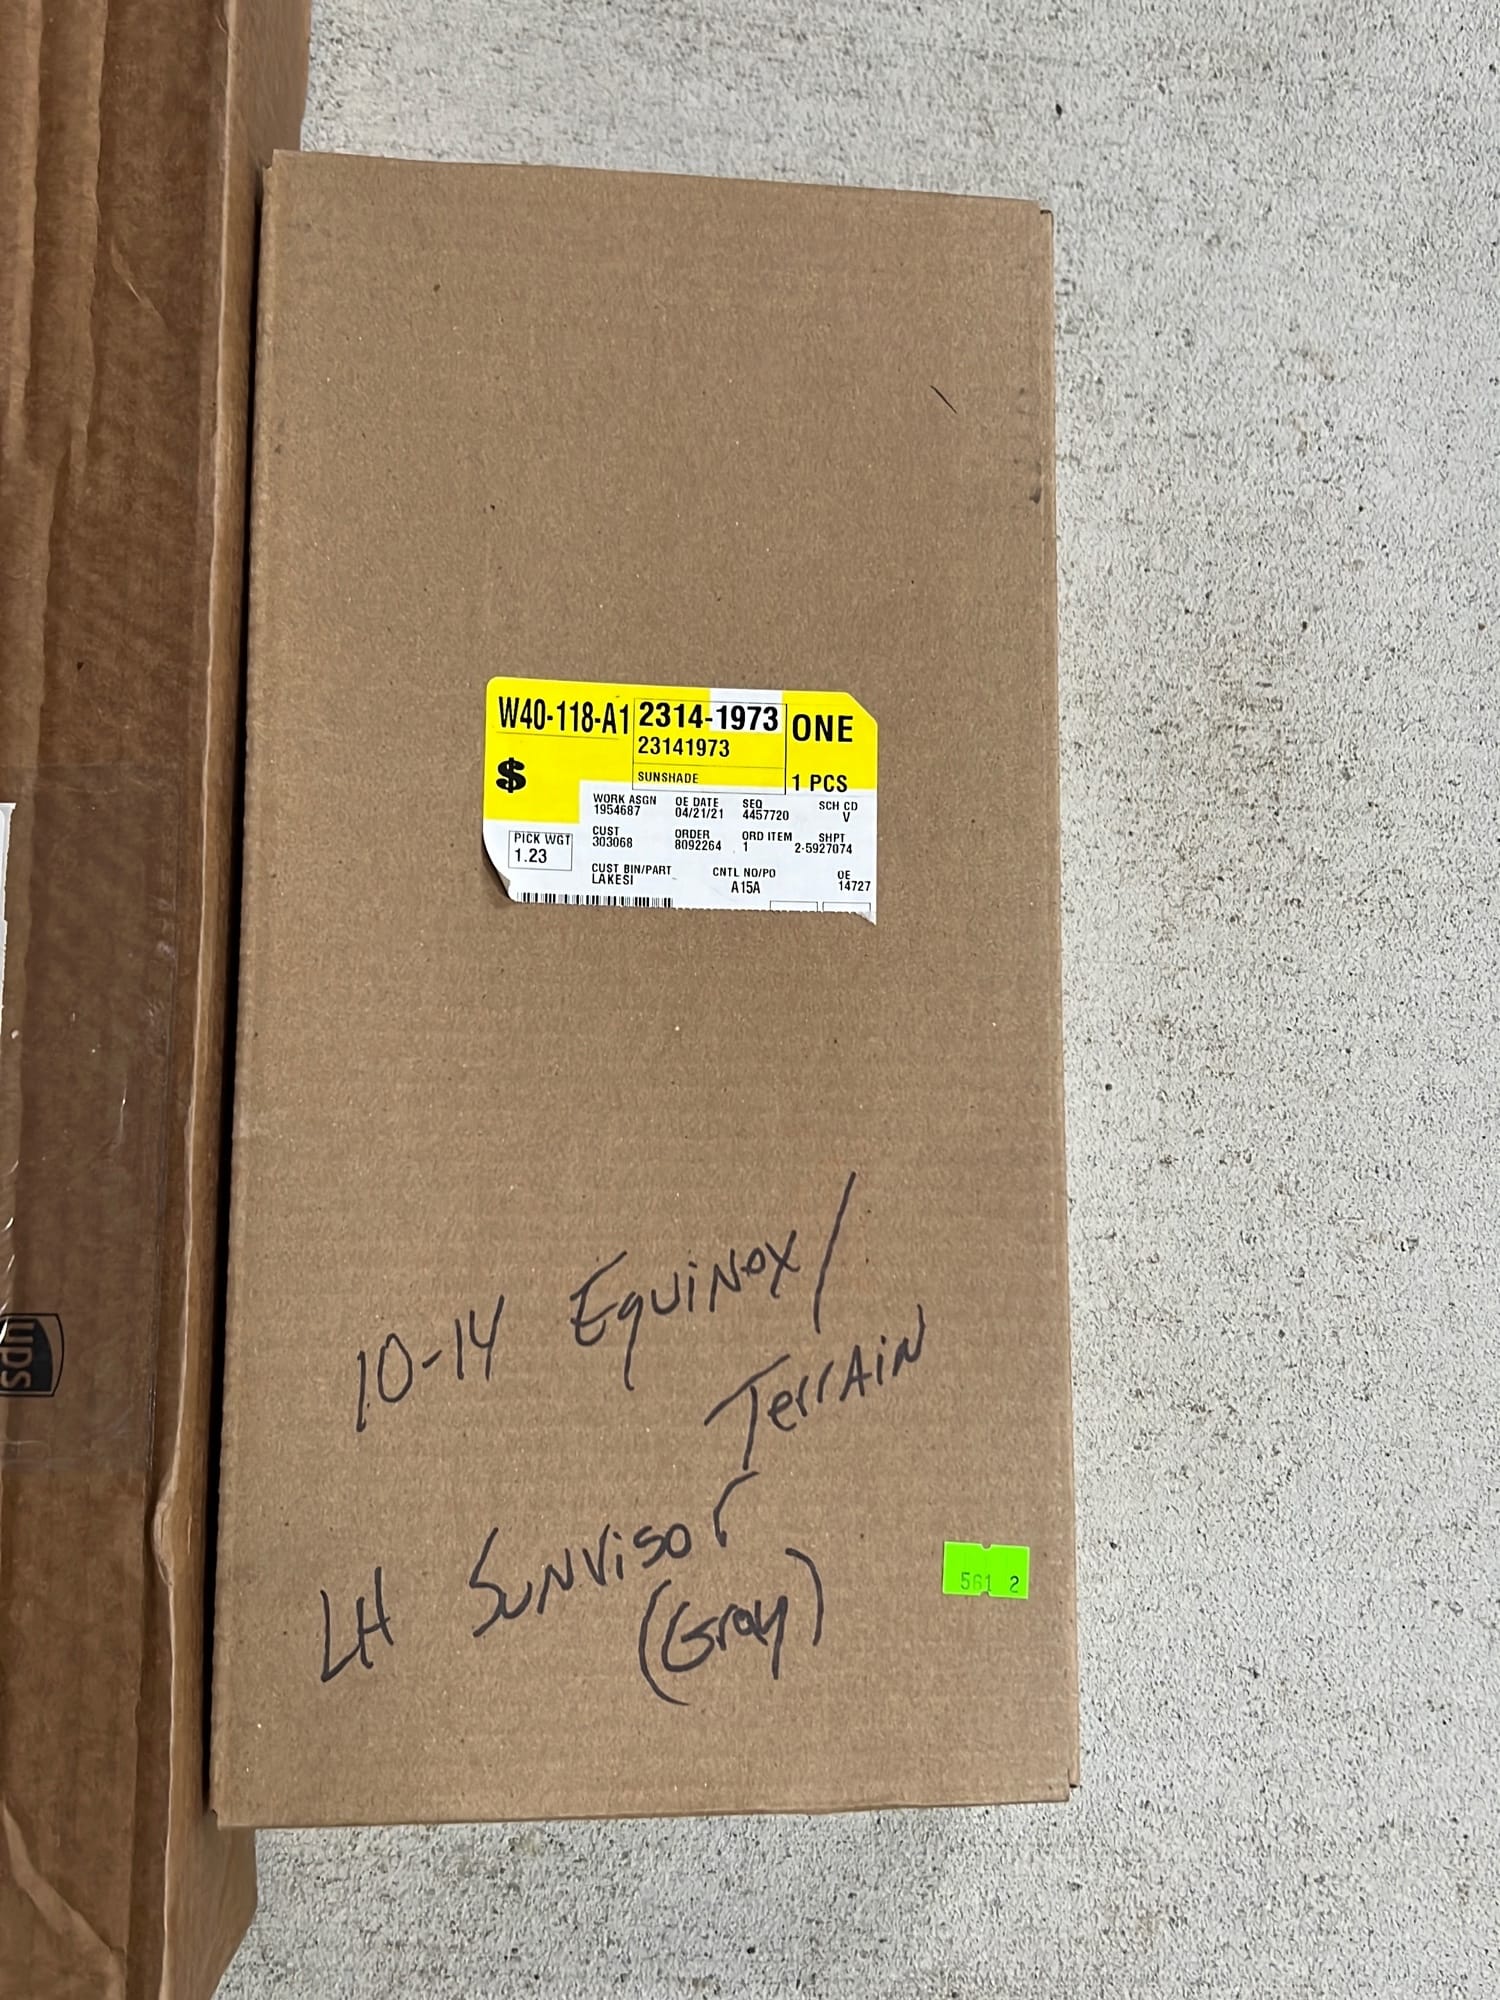 W40-118-A1 2314-1973 ONE
23141973
$ SUNSHADE 1 PCS
WORK ASGN OE DATE SEQ SCH CD
1954687 04/21/21 4457720 V
PICK WGT CUST ORDER ORD ITEM SHPT
1.23 303068 8092264 1 2-5927074
CUST BIN/PART CNTL NO/PO OE
LAKESI A15A 14727
10-14 Equinox/
Terrain
LH Sunvisor
(Gray)
561 2
ups